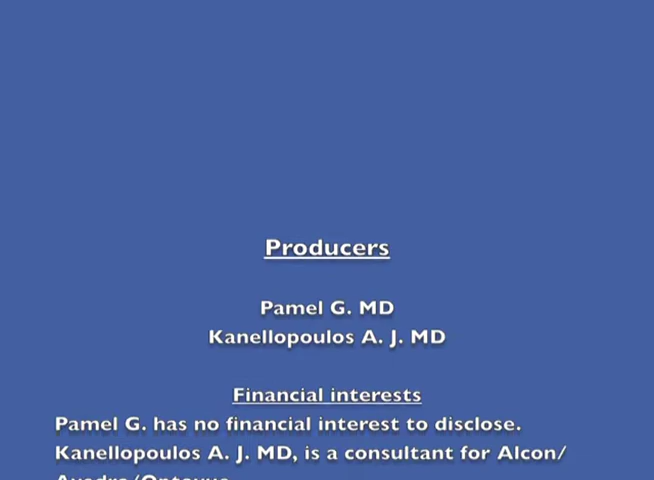 Producers
Pamel G. MD
Kanellopoulos A. J. MD
Financial interests
Pamel G. has no financial interest to disclose.
Kanellopoulos A. J. MD, is a consultant for Alcon/